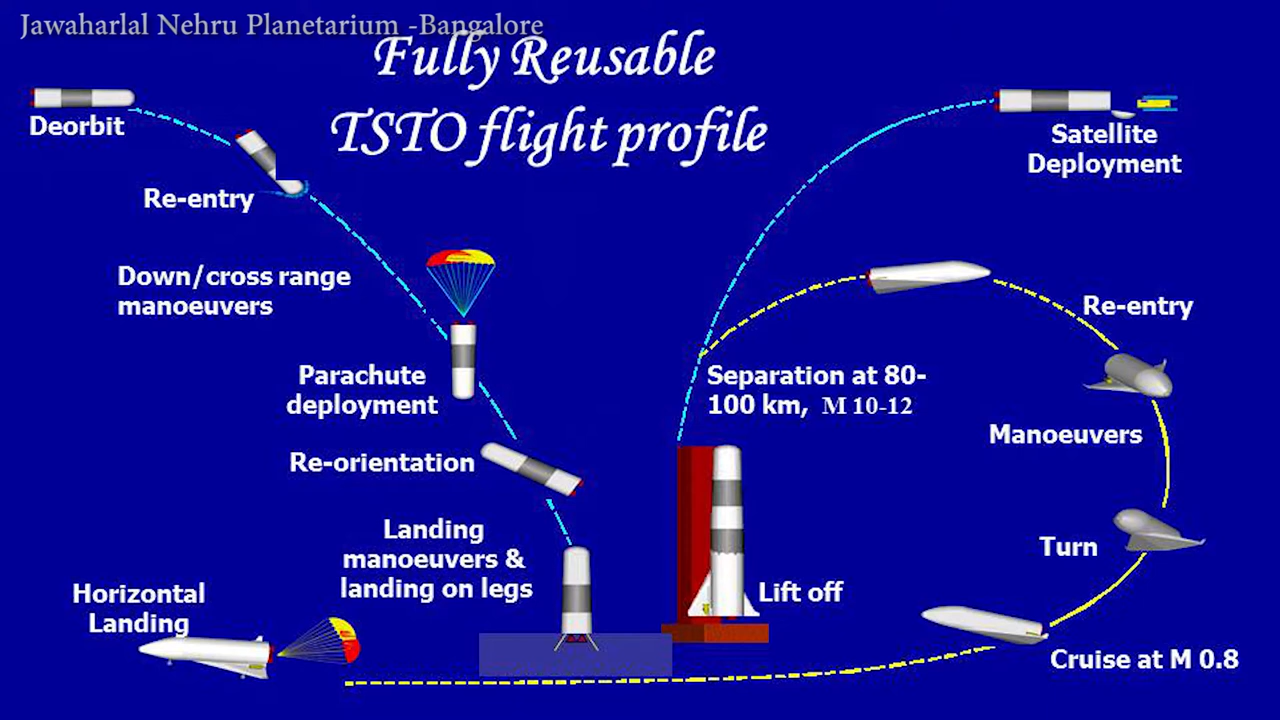 Jawaharlal Nehru Planetarium -Bangalore
Fully Reusable
TSTO flight profile
Deorbit
Re-entry
Down/cross range
manoeuvers
Parachute
deployment
Re-orientation
Landing
manoeuvers &
landing on legs
Horizontal
Landing
Satellite
Deployment
Re-entry
Separation at 80-
100 km, M 10-12
Manoeuvers
Turn
Lift off
Cruise at M 0.8